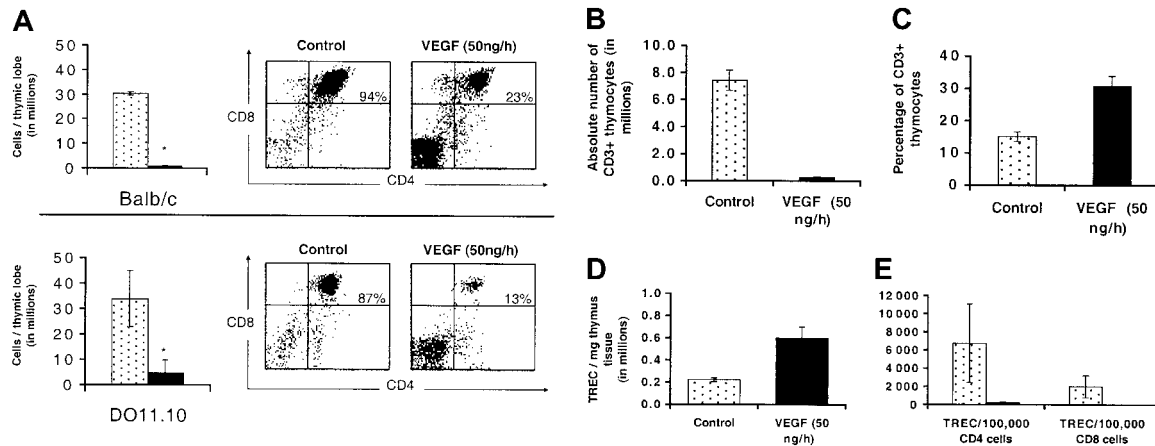 A
Cells / thymic lobe
(in millions)
50
40
30
20
10
0
*
Balb/c
Control
VEGF (50ng/h)
94%
23%
CD8
CD4
Cells / thymic lobe
(in millions)
50
40
30
20
10
0
*
DO11.10
Control
VEGF (50ng/h)
87%
13%
CD8
CD4
B
Absolute number of
CD3+ thymocytes (in
millions)
10.0
8.0
6.0
4.0
2.0
0.0
Control
VEGF (50
ng/h)
C
Percentage of CD3+
thymocytes
40
30
20
10
0
Control
VEGF (50
ng/h)
D
TREC / mg thymus
tissue
(in millions)
1.0
0.8
0.6
0.4
0.2
0.0
Control
VEGF (50
ng/h)
E
12 000
10 000
8 000
6 000
4 000
2 000
0
TREC/100,000
CD4 cells
TREC/100,000
CD8 cells